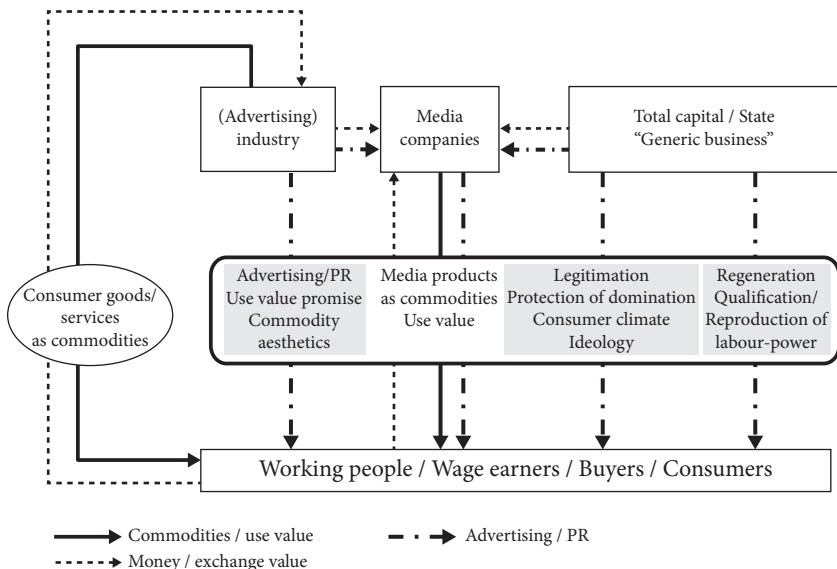 (Advertising)
industry
Media
companies
Total capital / State
“Generic business”
Consumer goods/
services
as commodities
Advertising/PR
Use value promise
Commodity
aesthetics
Media products
as commodities
Use value
Legitimation
Protection of domination
Consumer climate
Ideology
Regeneration
Qualification/
Reproduction of
labour-power
Working people / Wage earners / Buyers / Consumers
Commodities / use value
Advertising / PR
Money / exchange value